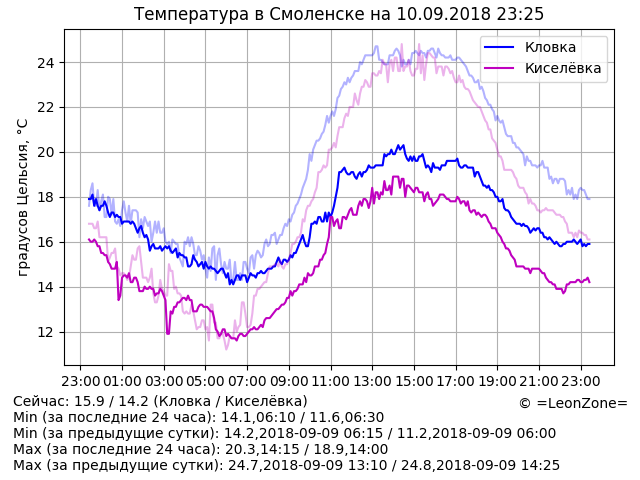 Температура в Смоленске на 10.09.2018 23:25
Кловка
Киселёвка
градусов Цельсия, °C
24
22
20
18
16
14
12
23:00 01:00 03:00 05:00 07:00 09:00 11:00 13:00 15:00 17:00 19:00 21:00 23:00
Сейчас: 15.9 / 14.2 (Кловка / Киселёвка)
© =LeonZone=
Min (за последние 24 часа): 14.1,06:10 / 11.6,06:30
Min (за предыдущие сутки): 14.2,2018-09-09 06:15 / 11.2,2018-09-09 06:00
Max (за последние 24 часа): 20.3,14:15 / 18.9,14:00
Max (за предыдущие сутки): 24.7,2018-09-09 13:10 / 24.8,2018-09-09 14:25